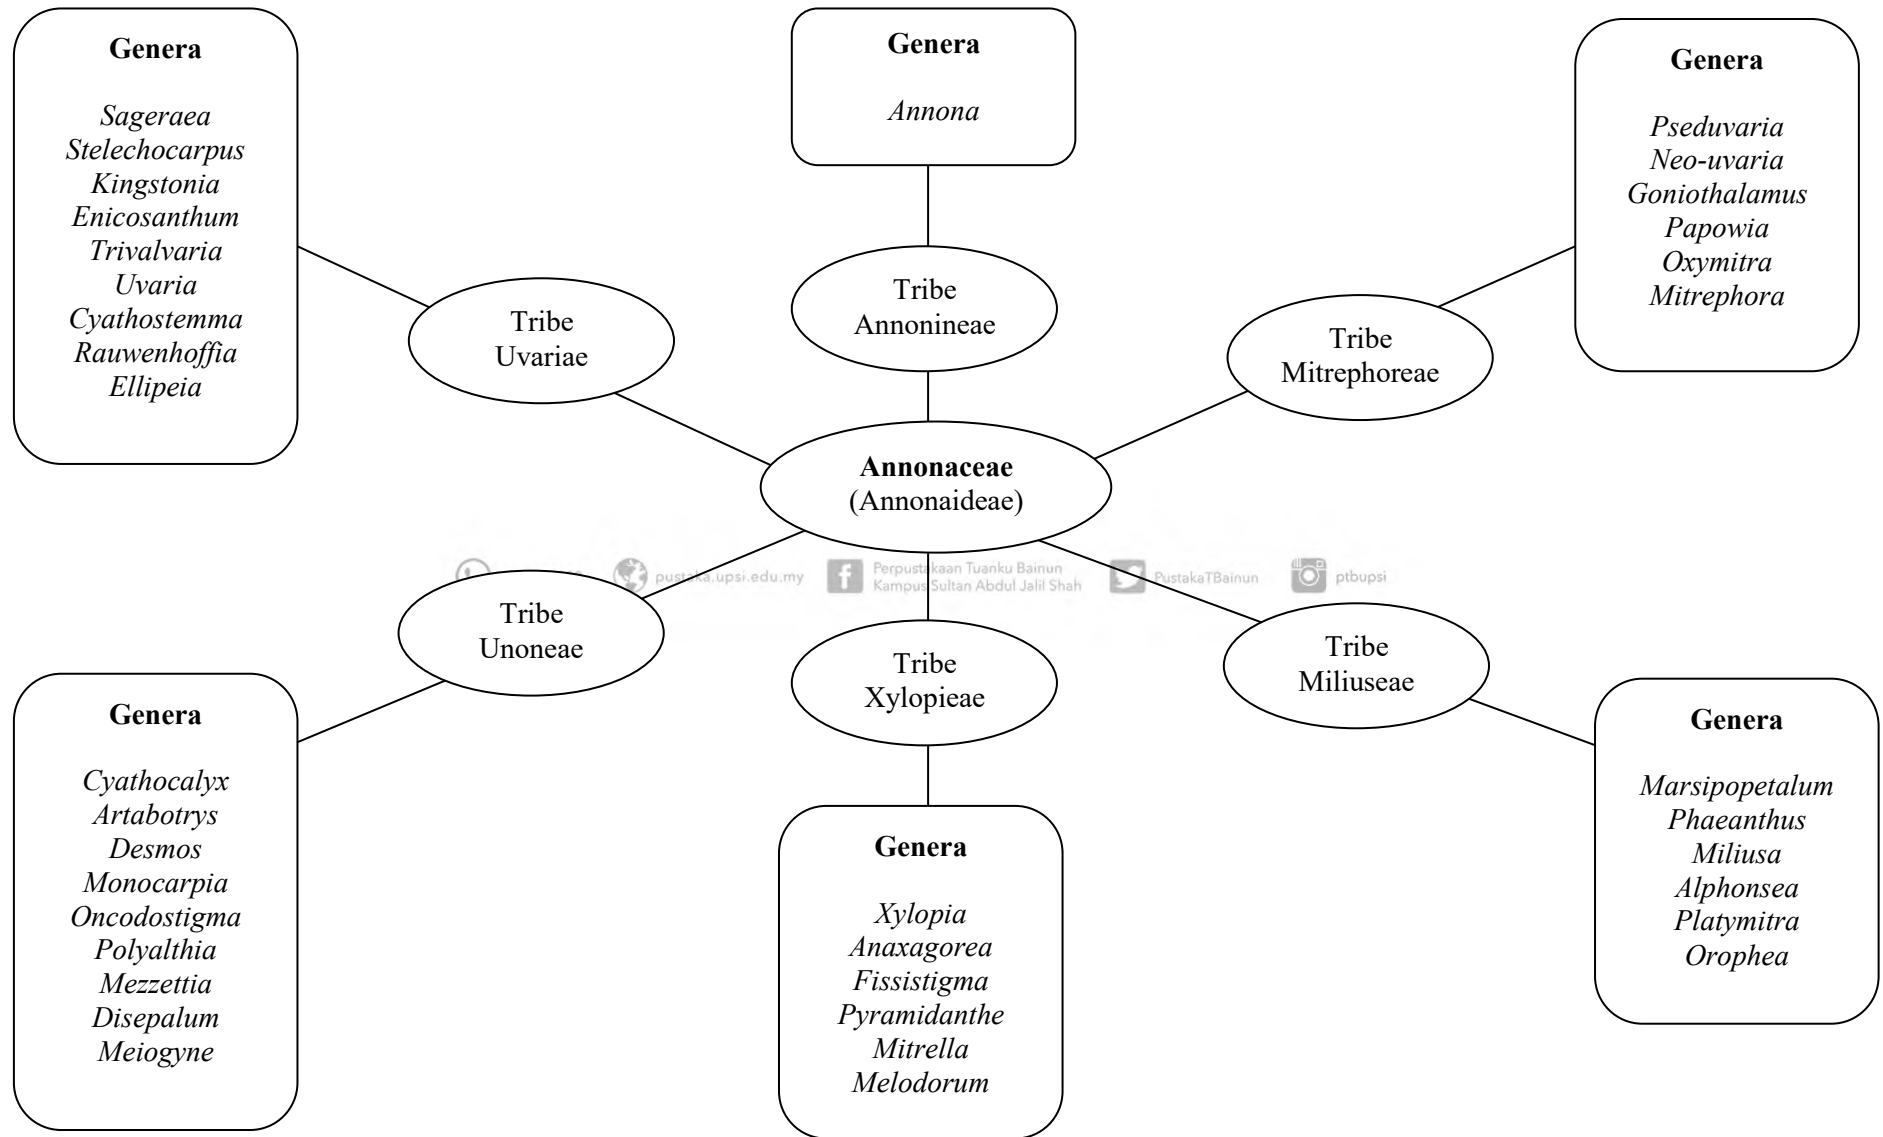 Genera
Sageraea
Stelechocarpus
Kingstonia
Enicosanthum
Trivalvaria
Uvaria
Cyathostemma
Rauwenhoffia
Ellipeia
Genera
Annona
Genera
Pseduvaria
Neo-uvaria
Goniothalamus
Papowia
Oxymitra
Mitrephora
Tribe
Uvariae
Tribe
Annonineae
Tribe
Mitrephoreae
Annonaceae
(Annonaideae)
pustaka.upsi.edu.my
Perpustakaan Tuanku Bainun
Kampus Sultan Abdul Jalil Shah
PustakaTBainun
ptbupsi
Tribe
Unoneae
Tribe
Xylopieae
Tribe
Miliuseae
Genera
Cyathocalyx
Artabotrys
Desmos
Monocarpia
Oncodostigma
Polyalthia
Mezzettia
Disepalum
Meiogyne
Genera
Xylopia
Anaxagorea
Fissistigma
Pyramidanthe
Mitrella
Melodorum
Genera
Marsipopetalum
Phaeanthus
Miliusa
Alphonsea
Platymitra
Orophea